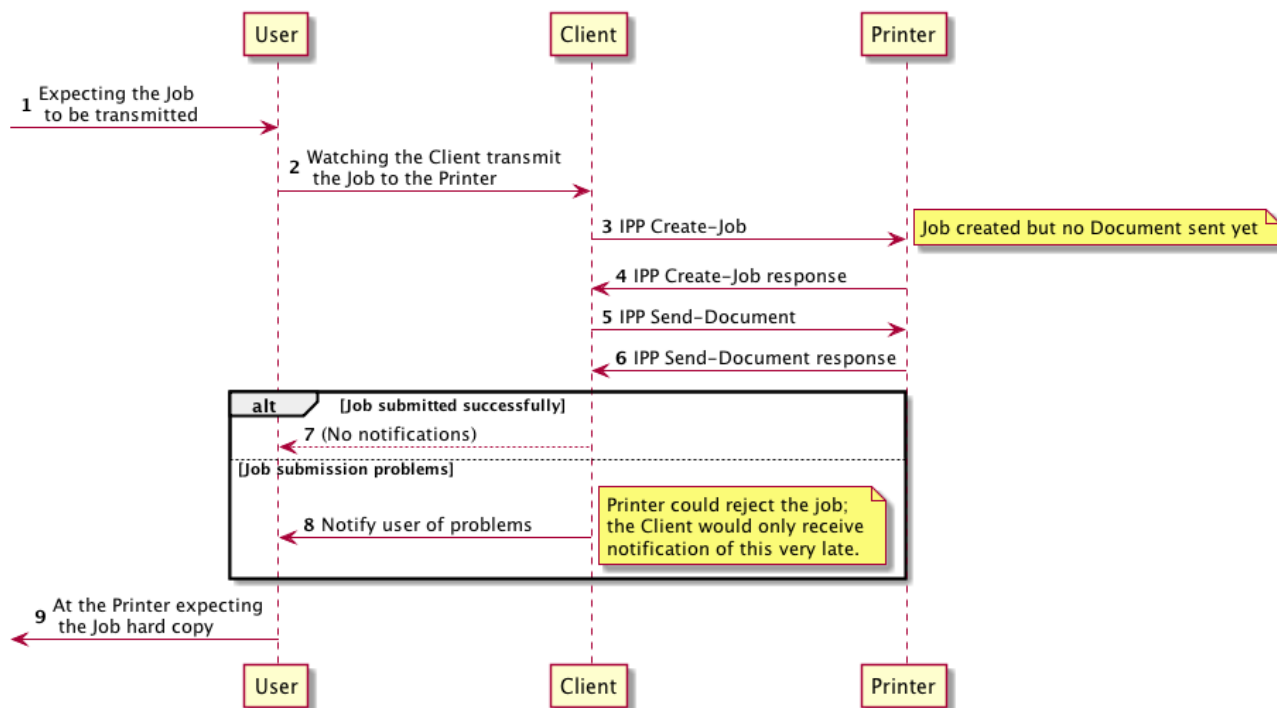 User
Client
Printer
1 Expecting the Job
to be transmitted
2 Watching the Client transmit
the Job to the Printer
3 IPP Create-Job
Job created but no Document sent yet
4 IPP Create-Job response
5 IPP Send-Document
6 IPP Send-Document response
alt [Job submitted successfully]
7 (No notifications)
[Job submission problems]
Printer could reject the job;
8 Notify user of problems
the Client would only receive
notification of this very late.
9 At the Printer expecting
the Job hard copy
User
Client
Printer